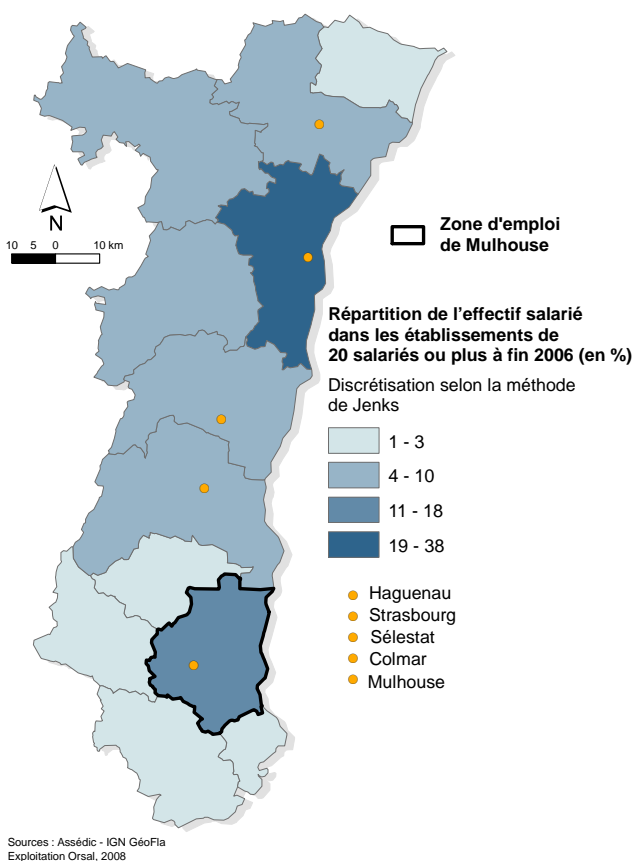 N
10 5 0 10 km
Zone d'emploi
de Mulhouse
Répartition de l'effectif salarié
dans les établissements de
20 salariés ou plus à fin 2006 (en %)
Discrétisation selon la méthode
de Jenks
1 - 3
4 - 10
11 - 18
19 - 38
Haguenau
Strasbourg
Sélestat
Colmar
Mulhouse
Sources : Assédic - IGN GéoFla
Exploitation Orsal, 2008